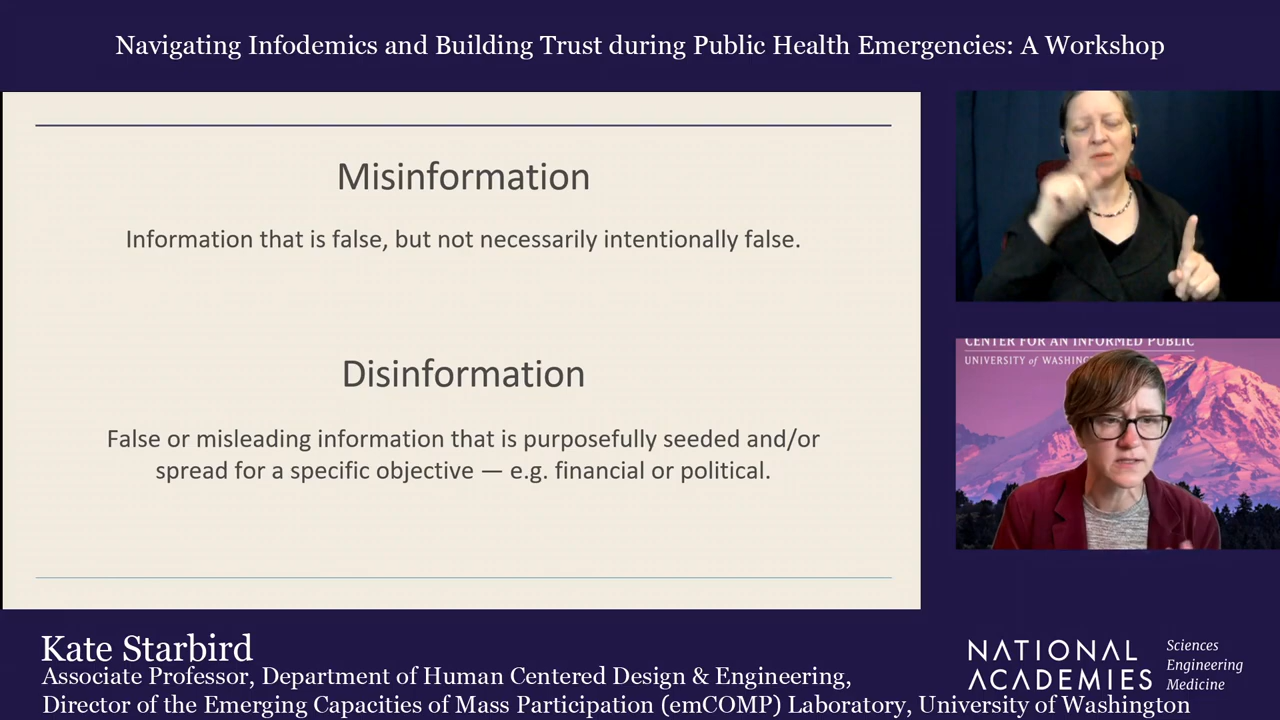 Navigating Infodemics and Building Trust during Public Health Emergencies: A Workshop
Misinformation
Information that is false, but not necessarily intentionally false.
Disinformation
False or misleading information that is purposefully seeded and/or
spread for a specific objective — e.g. financial or political.
CENTER FOR AN INFORMED PUBLIC
UNIVERSITY of
Kate Starbird
Associate Professor, Department of Human Centered Design & Engineering,
Director of the Emerging Capacities of Mass Participation (emCOMP) Laboratory, University of Washington
NATIONAL
ACADEMIES
Sciences
Engineering
Medicine